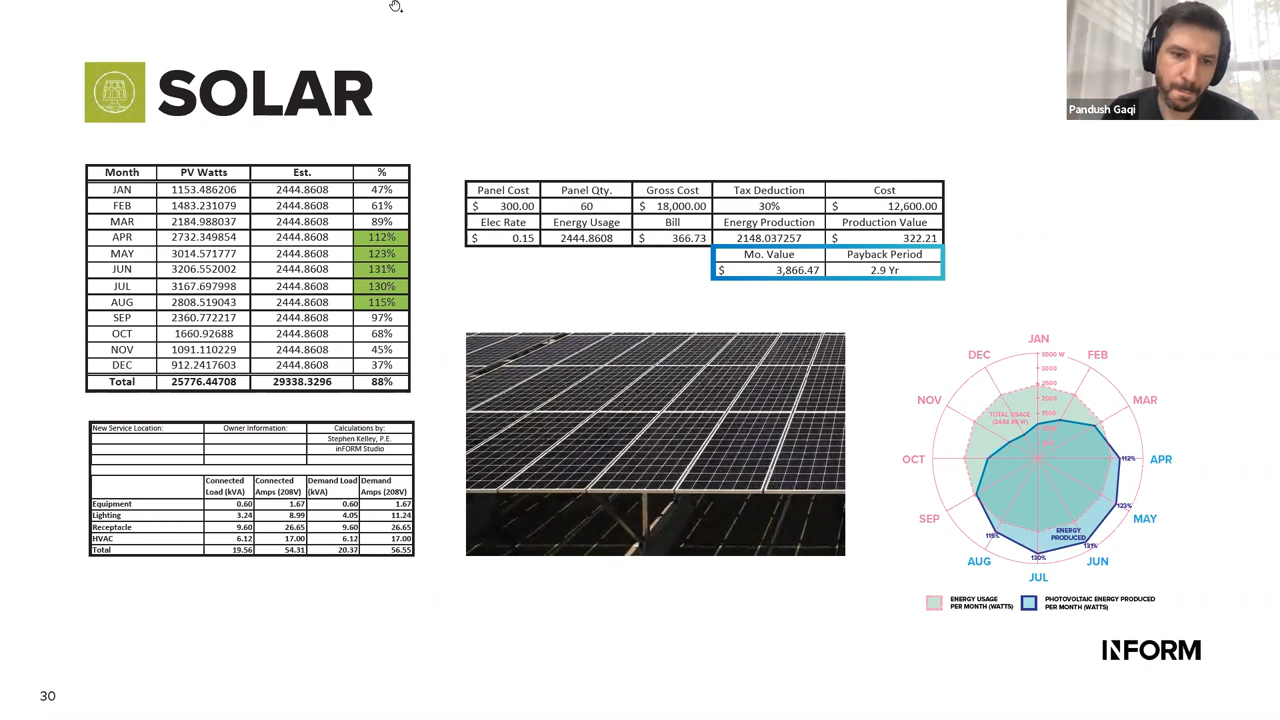 Pandush Gaqi
SOLAR
Month PV Watts Est. %
JAN 1153.486206 2444.8608 47%
FEB 1483.231079 2444.8608 61%
MAR 2184.988037 2444.8608 89%
APR 2732.349854 2444.8608 112%
MAY 3014.571777 2444.8608 123%
JUN 3206.552002 2444.8608 131%
JUL 3167.697998 2444.8608 130%
AUG 2808.519043 2444.8608 115%
SEP 2360.772217 2444.8608 97%
OCT 1660.92688 2444.8608 68%
NOV 1091.110229 2444.8608 45%
DEC 912.2417603 2444.8608 37%
Total 25776.44708 29338.3296 88%
Panel Cost Panel Qty. Gross Cost Tax Deduction Cost
$ 300.00 60 $ 18,000.00 30% $ 12,600.00
Elec Rate Energy Usage Bill Energy Production Production Value
$ 0.15 2444.8608 $ 366.73 2148.037257 $ 322.21
Mo. Value Payback Period
$ 3,866.47 2.9 Yr
New Service Location: Owner Information: Calculations by:
Stephen Kelley, P.E.
inFORM Studio
Connected Connected Demand Load Demand
Load (kVA) Amps (208V) (kVA) Amps (208V)
Equipment 0.60 1.67 0.60 1.67
Lighting 3.24 8.99 4.05 11.24
Receptacle 9.60 26.65 9.60 26.65
HVAC 6.12 17.00 6.12 17.00
Total 19.56 54.31 20.37 56.55
JAN
DEC FEB
3500 W
3000
2500
NOV 2000 MAR
TOTAL USAGE 1500
OCT 112% APR
SEP 123% MAY
ENERGY
PRODUCED
115% 131%
AUG 130% JUN
JUL
ENERGY USAGE
PER MONTH (WATTS)
PHOTOVOLTAIC ENERGY PRODUCED
PER MONTH (WATTS)
INFORM
30